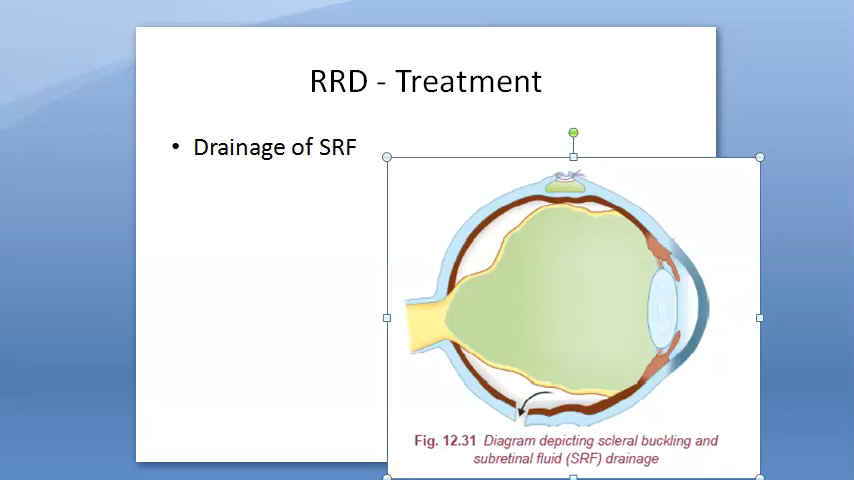 RRD - Treatment
• Drainage of SRF
Fig. 12.31 Diagram depicting scleral buckling and
subretinal fluid (SRF) drainage